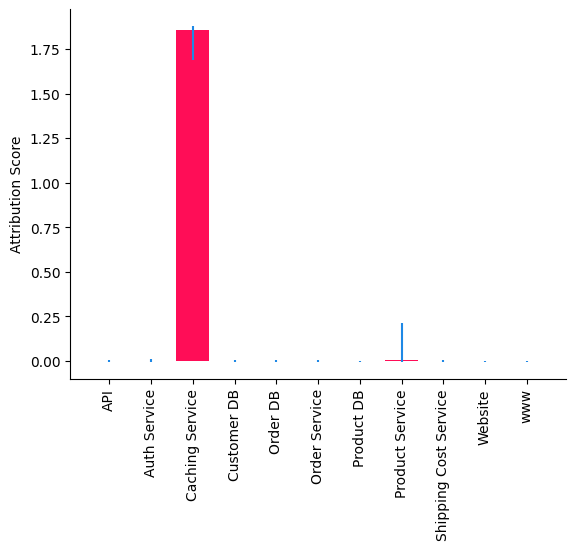 Attribution Score
1.75
1.50
1.25
1.00
0.75
0.50
0.25
0.00
API
Auth Service
Caching Service
Customer DB
Order DB
Order Service
Product DB
Product Service
Shipping Cost Service
Website
www